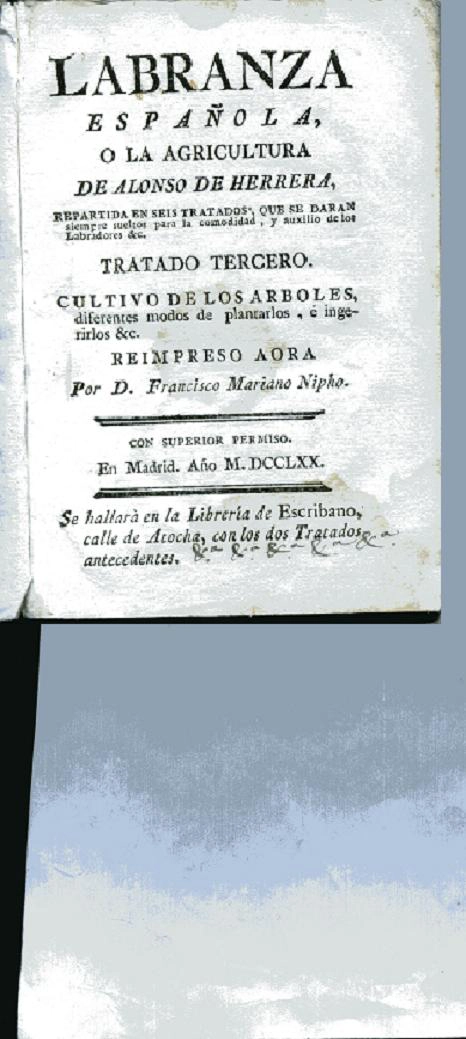 LABRANZA
ESPAÑOLA,
O LA AGRICULTURA
DE ALONSO DE HERRERA,
REPARTIDA EN SEIS TRATADOS, QUE SE DARAN
siempre sueltos para la comodidad, y auxilio de los
Labradores &c.
TRATADO TERCERO.
CULTIVO DE LOS ARBOLES,
diferentes modos de plantarlos, è inge-
rirlos &c.
REIMPRESO AORA
Por D. Francisco Mariano Nipho.
CON SUPERIOR PERMISO.
En Madrid. Año M.DCCLXX.
Se hallarà en la Librería de Escribano,
calle de Atocha, con los dos Tratados
antecedentes. &a &a &a &a &a